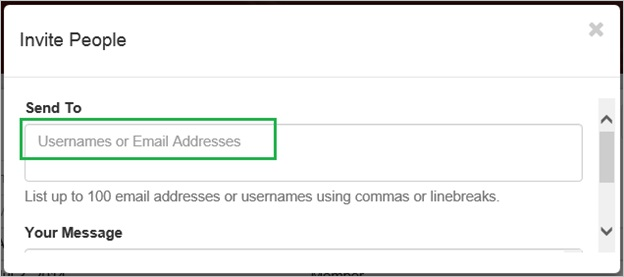 Invite People
×
Send To
Usernames or Email Addresses
List up to 100 email addresses or usernames using commas or linebreaks.
Your Message